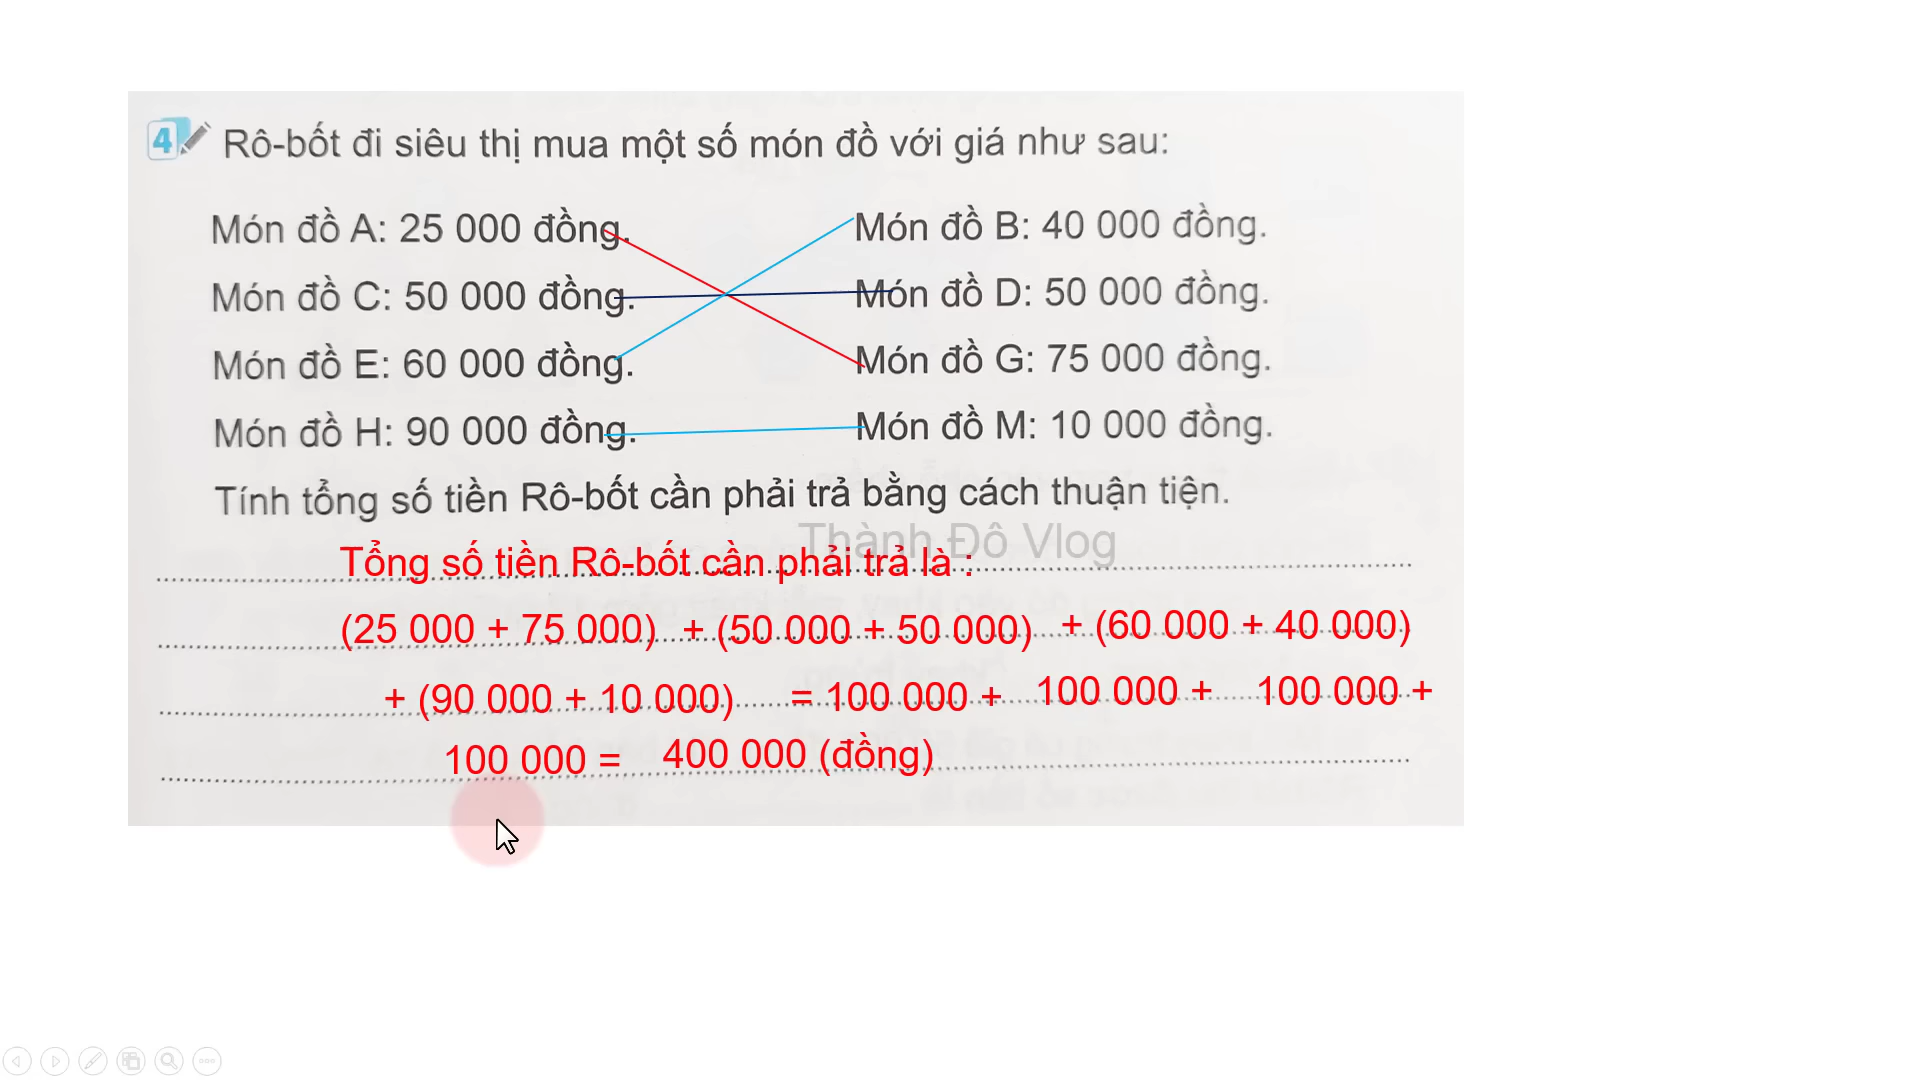 4 Rô-bốt đi siêu thị mua một số món đồ với giá như sau:
Món đồ A: 25 000 đồng. Món đồ B: 40 000 đồng.
Món đồ C: 50 000 đồng. Món đồ D: 50 000 đồng.
Món đồ E: 60 000 đồng. Món đồ G: 75 000 đồng.
Món đồ H: 90 000 đồng. Món đồ M: 10 000 đồng.
Tính tổng số tiền Rô-bốt cần phải trả bằng cách thuận tiện.
Thành Đô Vlog
Tổng số tiền Rô-bốt cần phải trả là :
(25 000 + 75 000) + (50 000 + 50 000) + (60 000 + 40 000)
+ (90 000 + 10 000) = 100 000 + 100 000 + 100 000 +
100 000 = 400 000 (đồng)